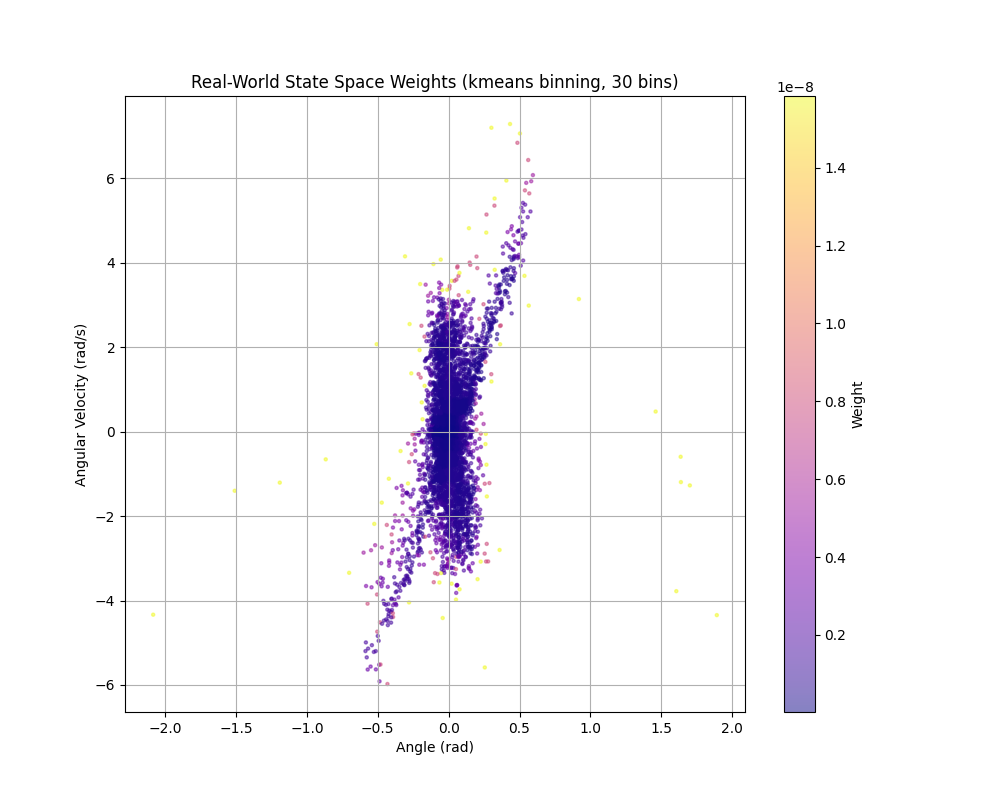 Real-World State Space Weights (kmeans binning, 30 bins)
1e−8
6
4
2
0
−2
−4
−6
Angular Velocity (rad/s)
−2.0 −1.5 −1.0 −0.5 0.0 0.5 1.0 1.5 2.0
Angle (rad)
1.4
1.2
1.0
0.8
0.6
0.4
0.2
Weight